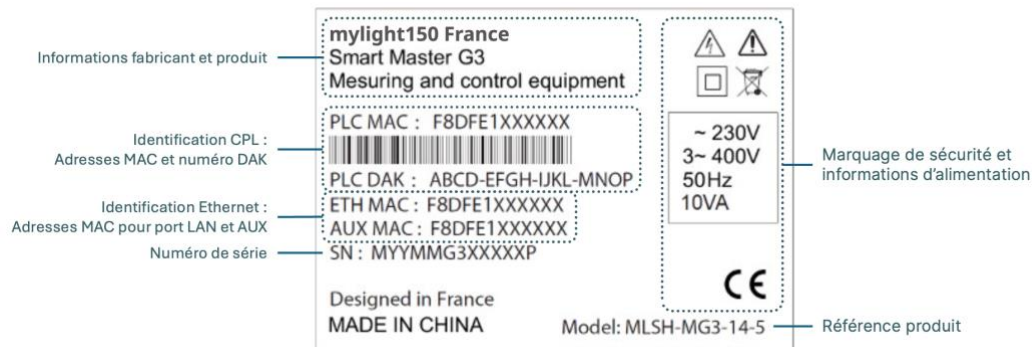 Informations fabricant et produit
mylight150 France
Smart Master G3
Mesuring and control equipment
Identification CPL :
Adresses MAC et numéro DAK
PLC MAC : F8DFE1XXXXXX
PLC DAK : ABCD-EFGH-IJKL-MNOP
Identification Ethernet :
Adresses MAC pour port LAN et AUX
ETH MAC : F8DFE1XXXXXX
AUX MAC : F8DFE1XXXXXX
Numéro de série
SN : MYYMMG3XXXXXP
Designed in France
MADE IN CHINA
~ 230V
3~ 400V
50Hz
10VA
Marquage de sécurité et
informations d’alimentation
CE
Model: MLSH-MG3-14-5
Référence produit